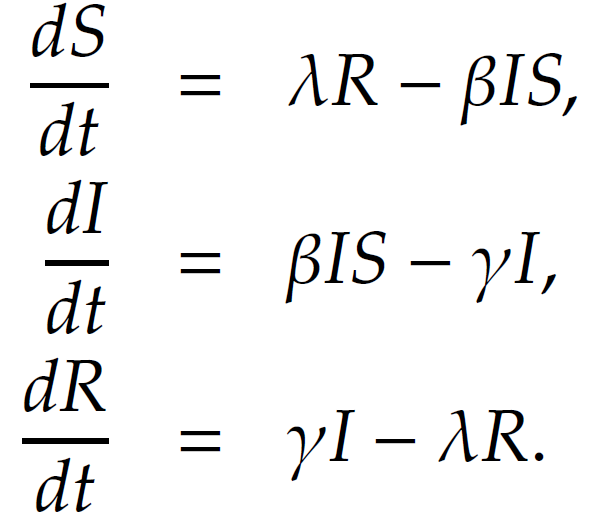 dS/dt = λR − βIS,
dI/dt = βIS − γI,
dR/dt = γI − λR.